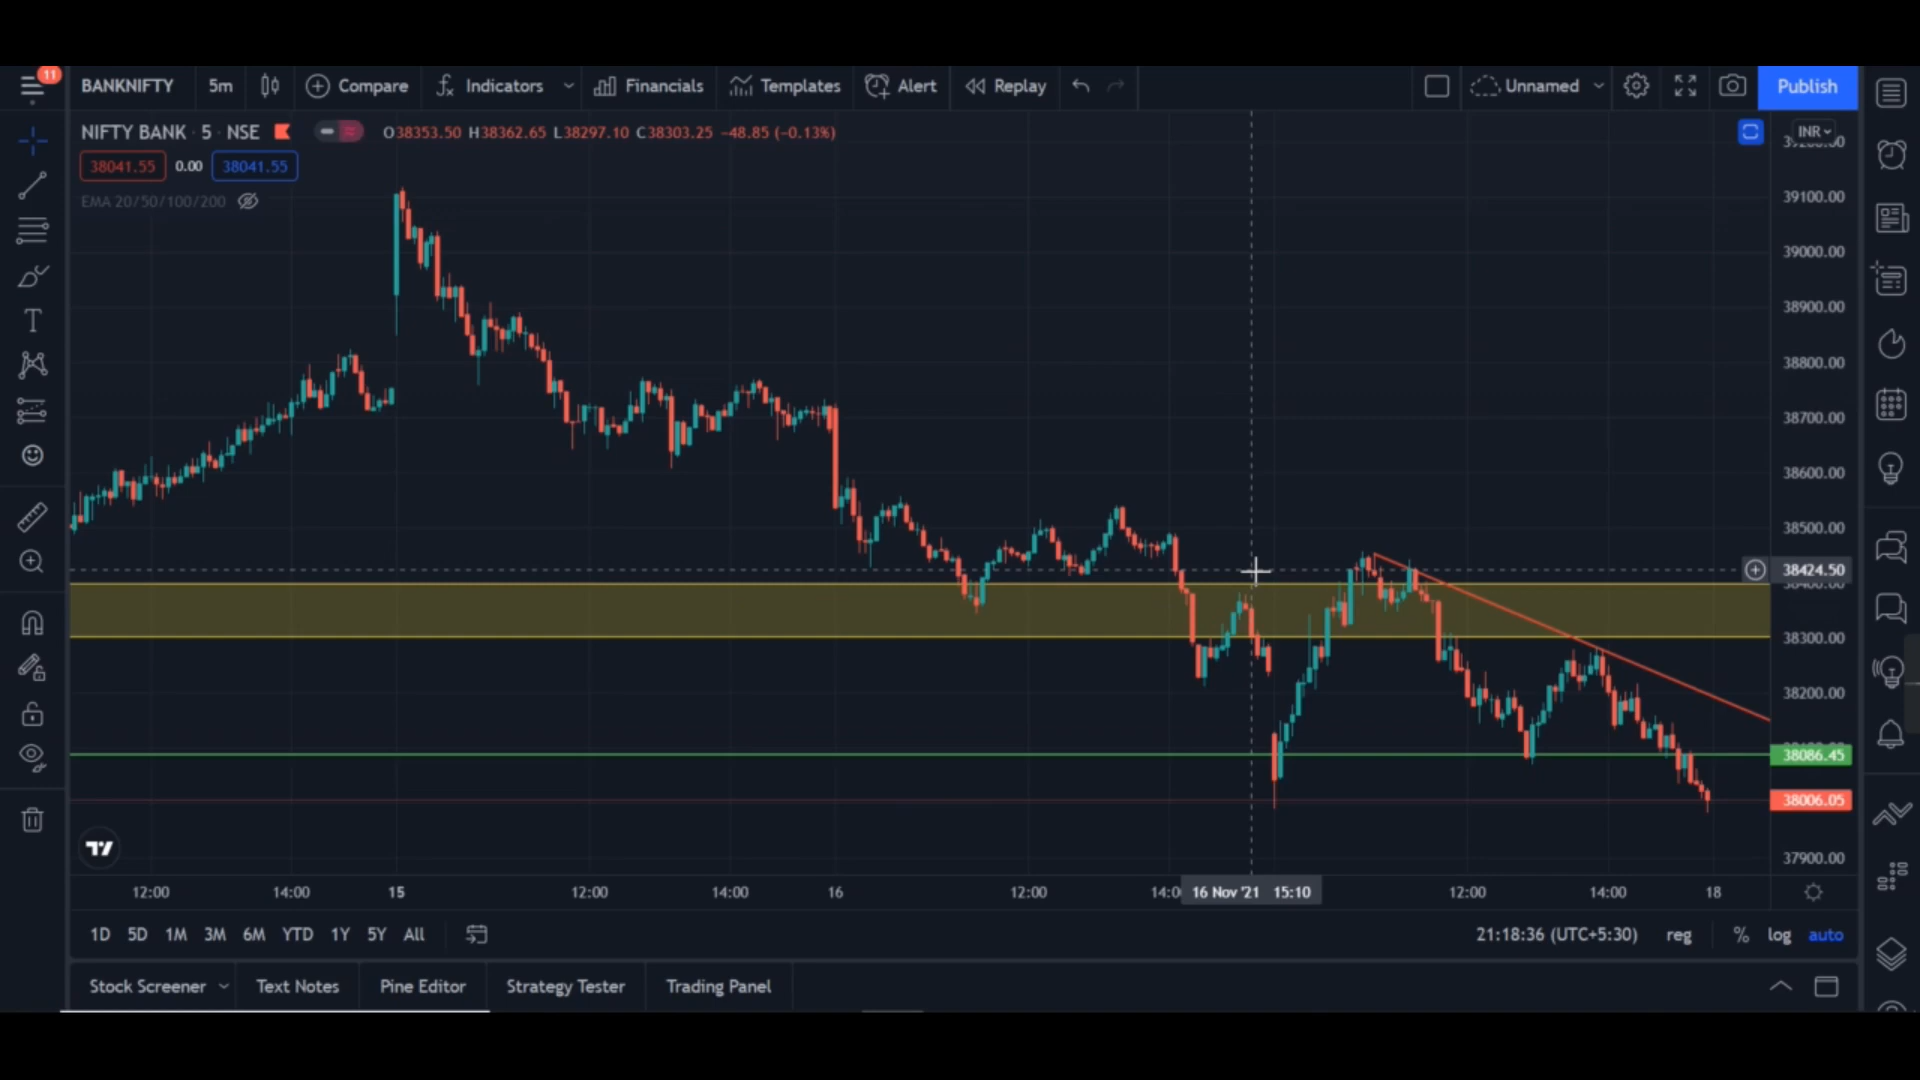 11
BANKNIFTY 5m Compare Indicators Financials Templates Alert Replay Unnamed Publish
NIFTY BANK · 5 · NSE O38353.50 H38362.65 L38297.10 C38303.25 −48.85 (−0.13%) INR
38041.55 0.00 38041.55
EMA 20/50/100/200
39100.00
39000.00
38900.00
38800.00
38700.00
38600.00
38500.00
38424.50
38300.00
38200.00
38086.45
38006.05
37900.00
12:00 14:00 15 12:00 14:00 16 12:00 14:0 16 Nov '21 15:10 12:00 14:00 18
1D 5D 1M 3M 6M YTD 1Y 5Y All 21:18:36 (UTC+5:30) reg % log auto
Stock Screener Text Notes Pine Editor Strategy Tester Trading Panel